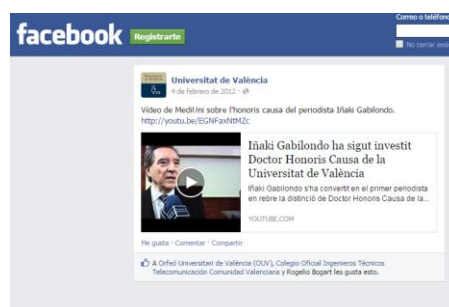 facebook
Registrarte
Correo o teléfono
No cerrar sesi
Universitat de València
4 de febrero de 2012
Vídeo de MediUni sobre l'honoris causa del periodista Iñaki Gabilondo.
http://youtu.be/EGNFaxNtMZc
Iñaki Gabilondo ha sigut investit
Doctor Honoris Causa de la
Universitat de València
Iñaki Gabilondo s'ha convertit en el primer periodista
en rebre la distinció de Doctor Honoris Causa de la...
YOUTUBE.COM
Me gusta · Comentar · Compartir
A Orfeó Universitari de València (OUV), Colegio Oficial Ingenieros Técnicos
Telecomunicación Comunidad Valenciana y Rogelio Bogart les gusta esto.